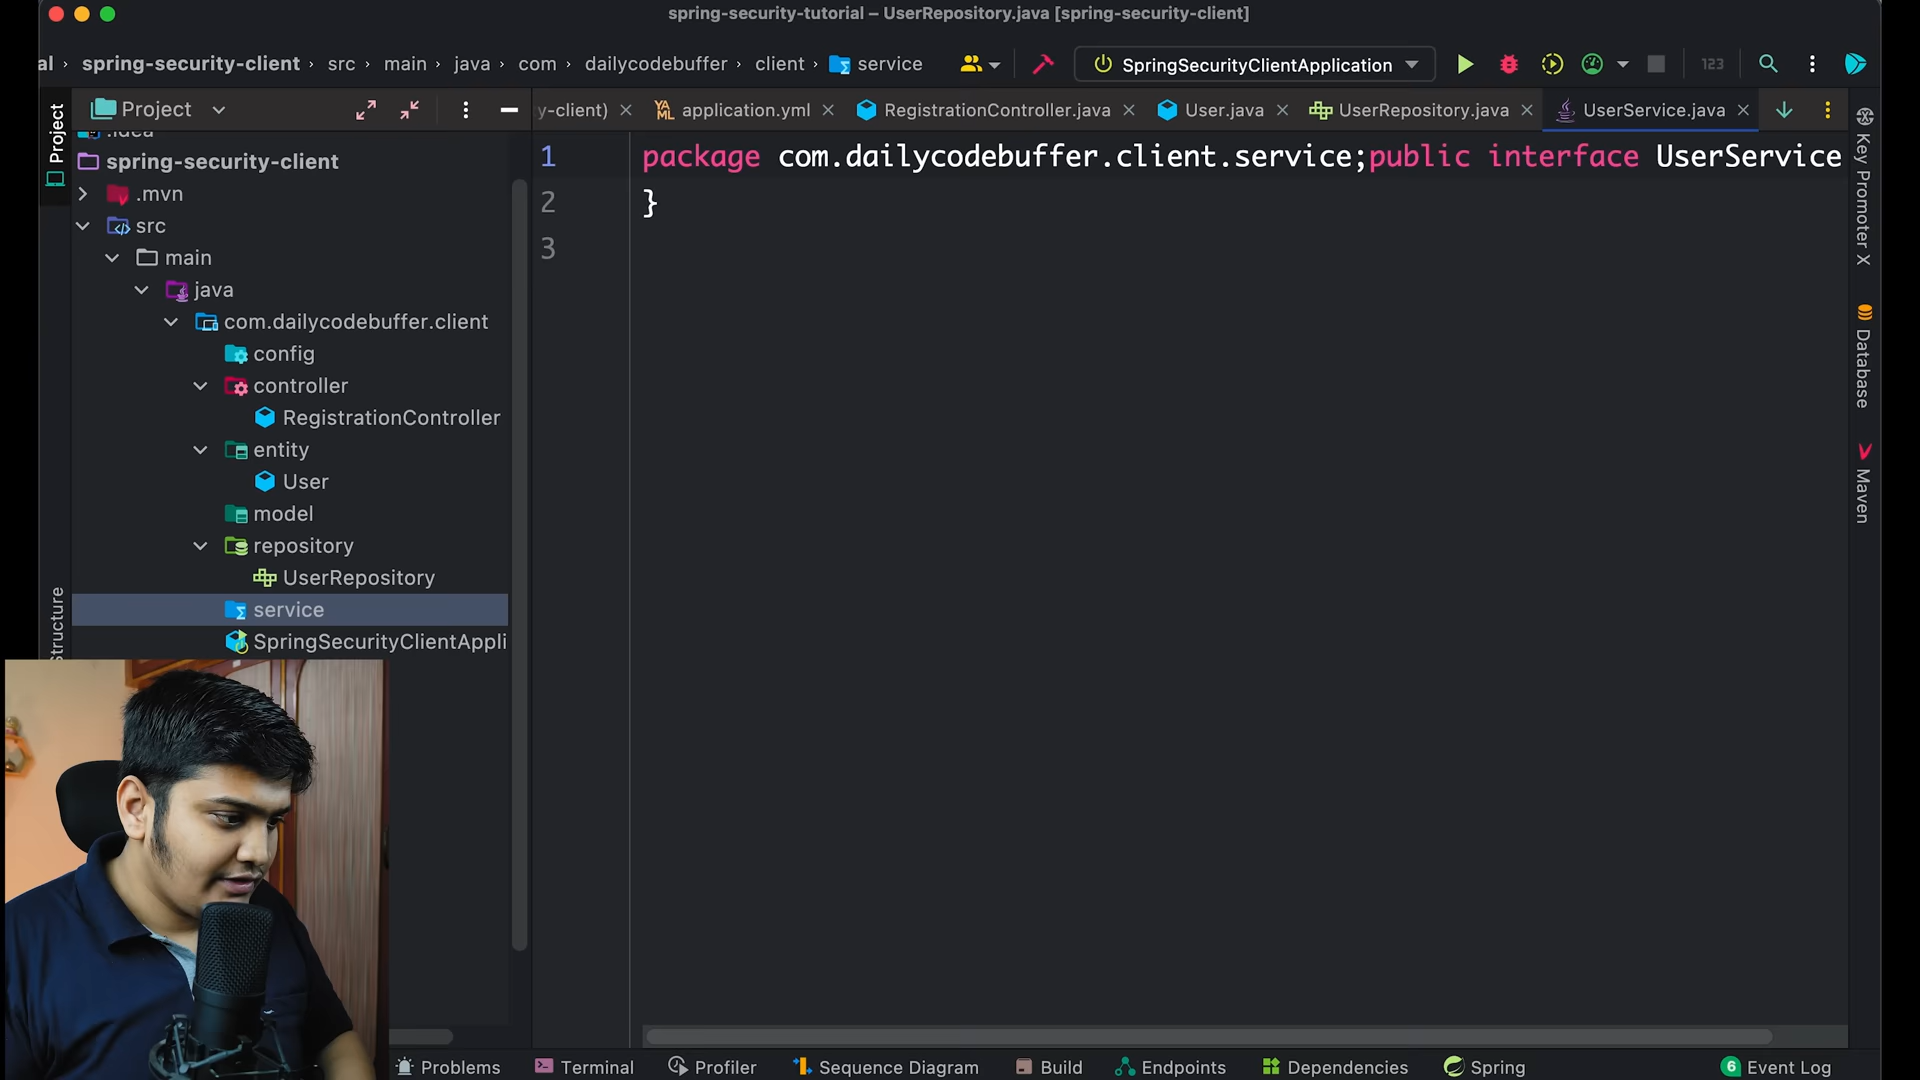 spring-security-tutorial – UserRepository.java [spring-security-client]
al › spring-security-client › src › main › java › com › dailycodebuffer › client › service
SpringSecurityClientApplication
123
Project
y-client)
YAML
application.yml
RegistrationController.java
User.java
UserRepository.java
UserService.java
Project
Structure
.idea
spring-security-client
.mvn
src
main
java
com.dailycodebuffer.client
config
controller
RegistrationController
entity
User
model
repository
UserRepository
service
SpringSecurityClientAppli
1 package com.dailycodebuffer.client.service;public interface UserService
2 }
3
Key Promoter X
Database
Maven
Problems
Terminal
Profiler
Sequence Diagram
Build
Endpoints
Dependencies
Spring
6 Event Log